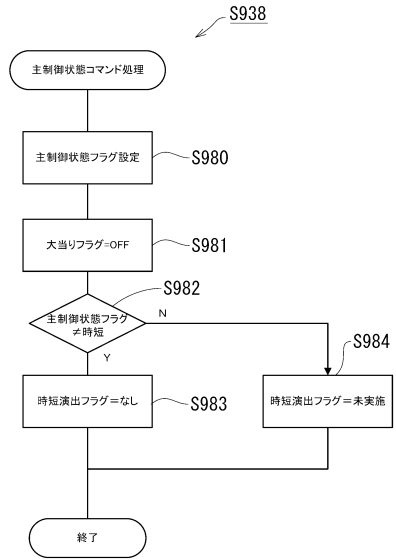 S938
主制御状態コマンド処理
主制御状態フラグ設定
S980
大当りフラグ=OFF
S981
S982
主制御状態フラグ
≠時短
N
Y
S984
時短演出フラグ=なし
S983
時短演出フラグ=未実施
終了